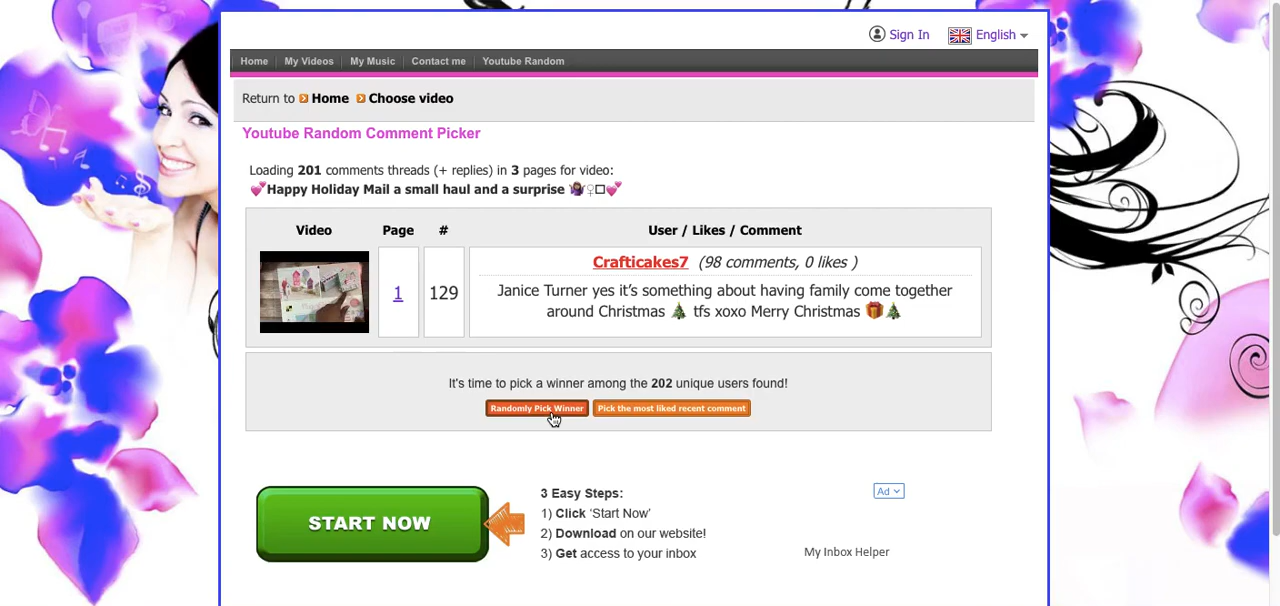 Sign In English
Home My Videos My Music Contact me Youtube Random
Return to Home Choose video
Youtube Random Comment Picker
Loading 201 comments threads (+ replies) in 3 pages for video:
💕Happy Holiday Mail a small haul and a surprise 🤷🏾♀□💕
Video Page # User / Likes / Comment
Crafticakes7 (98 comments, 0 likes )
1 129 Janice Turner yes it's something about having family come together
around Christmas 🎄 tfs xoxo Merry Christmas 🎁🎄
It's time to pick a winner among the 202 unique users found!
Randomly Pick Winner Pick the most liked recent comment
START NOW
3 Easy Steps:
1) Click 'Start Now'
2) Download on our website!
3) Get access to your inbox
Ad
My Inbox Helper